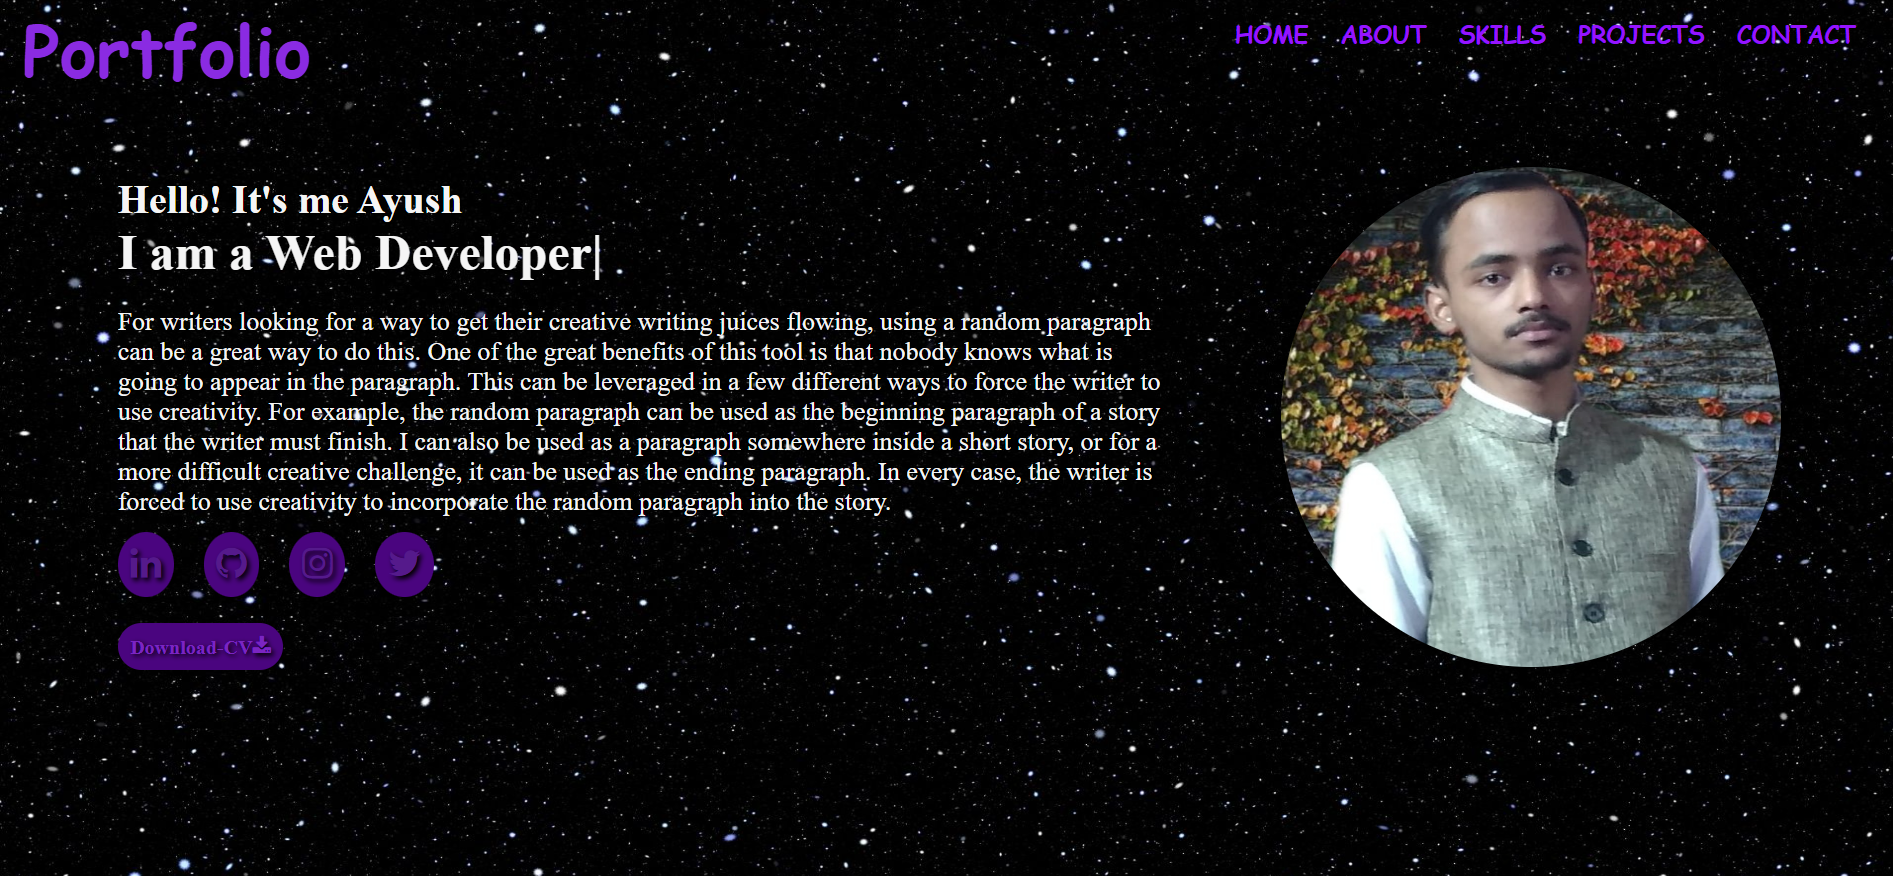 Portfolio
HOME ABOUT SKILLS PROJECTS CONTACT
Hello! It's me Ayush
I am a Web Developer|
For writers looking for a way to get their creative writing juices flowing, using a random paragraph
can be a great way to do this. One of the great benefits of this tool is that nobody knows what is
going to appear in the paragraph. This can be leveraged in a few different ways to force the writer to
use creativity. For example, the random paragraph can be used as the beginning paragraph of a story
that the writer must finish. I can also be used as a paragraph somewhere inside a short story, or for a
more difficult creative challenge, it can be used as the ending paragraph. In every case, the writer is
forced to use creativity to incorporate the random paragraph into the story.
in
Download-CV